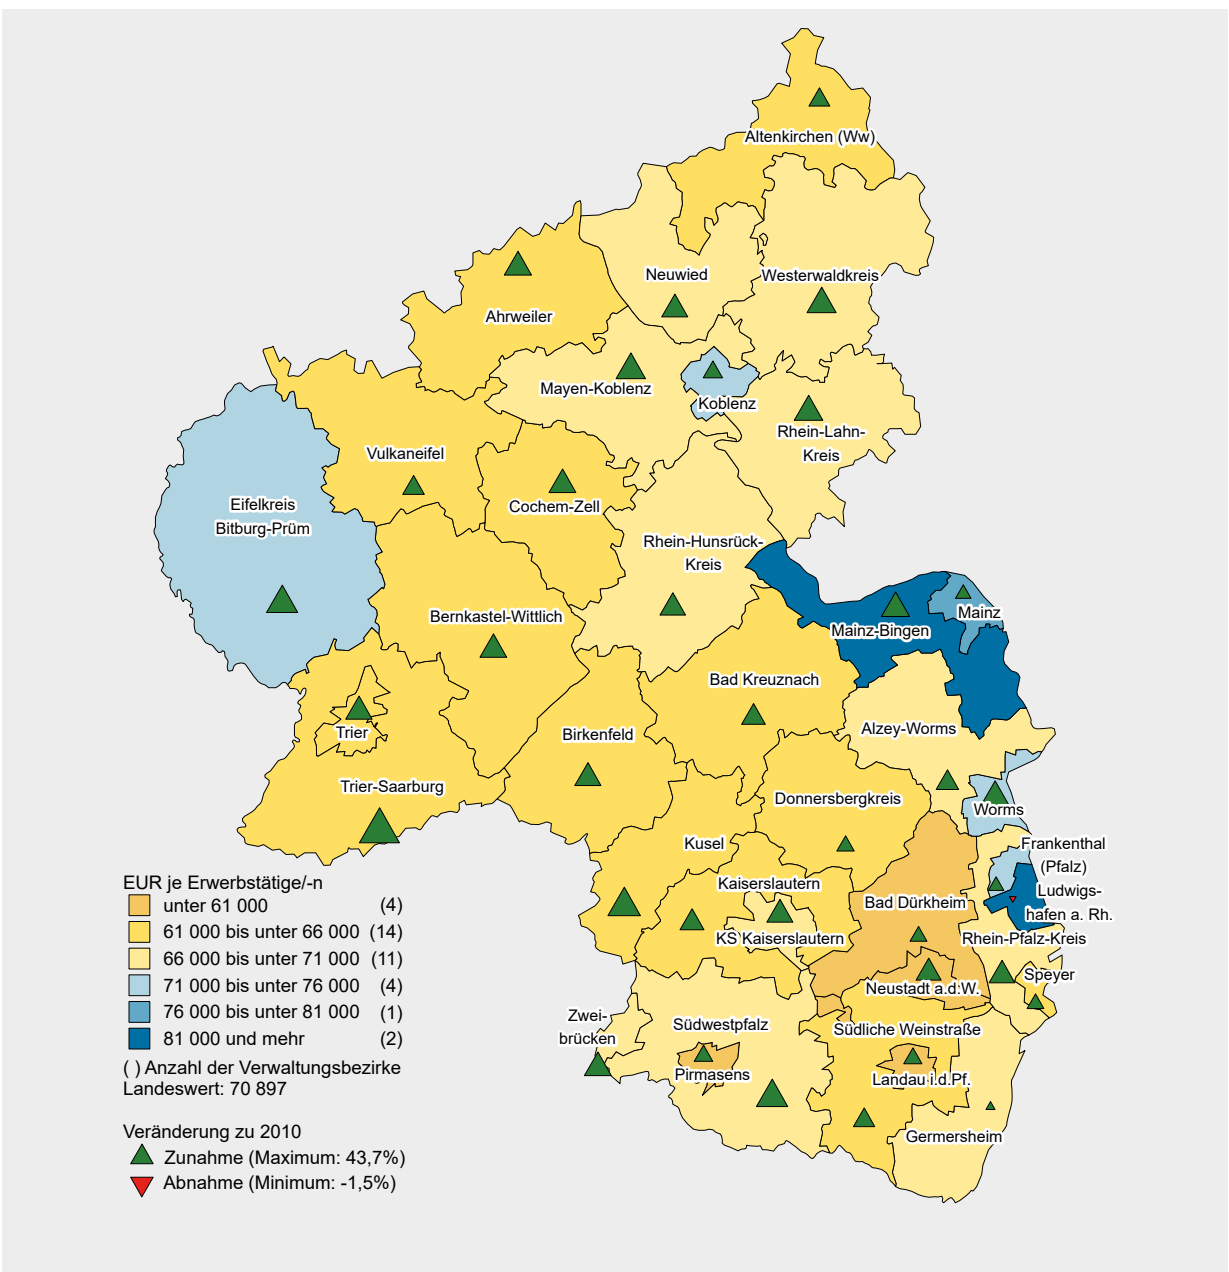 Altenkirchen (Ww)
Neuwied
Westerwaldkreis
Ahrweiler
Mayen-Koblenz
Koblenz
Rhein-Lahn-
Kreis
Vulkaneifel
Cochem-Zell
Eifelkreis
Bitburg-Prüm
Rhein-Hunsrück-
Kreis
Mainz
Mainz-Bingen
Bernkastel-Wittlich
Bad Kreuznach
Alzey-Worms
Trier
Birkenfeld
Trier-Saarburg
Donnersbergkreis
Worms
Kusel
Frankenthal
(Pfalz)
Kaiserslautern
Ludwigs-
hafen a. Rh.
Bad Dürkheim
KS Kaiserslautern
Rhein-Pfalz-Kreis
Speyer
Neustadt a.d.W.
Zwei-
brücken
Südwestpfalz
Südliche Weinstraße
Pirmasens
Landau i.d.Pf.
Germersheim
EUR je Erwerbstätige/-n
unter 61 000 (4)
61 000 bis unter 66 000 (14)
66 000 bis unter 71 000 (11)
71 000 bis unter 76 000 (4)
76 000 bis unter 81 000 (1)
81 000 und mehr (2)
( ) Anzahl der Verwaltungsbezirke
Landeswert: 70 897
Veränderung zu 2010
Zunahme (Maximum: 43,7%)
Abnahme (Minimum: -1,5%)